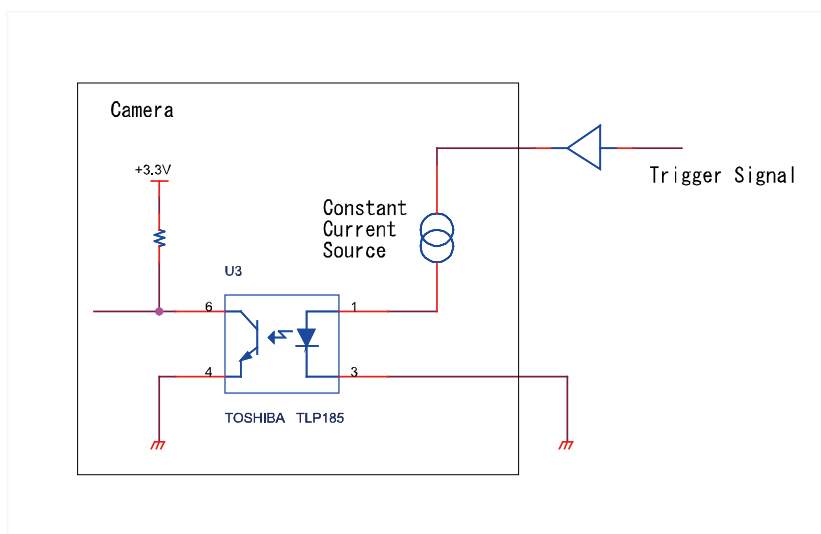 Camera
+3.3V
Trigger Signal
Constant
Current
Source
U3
6
1
4
3
TOSHIBA TLP185